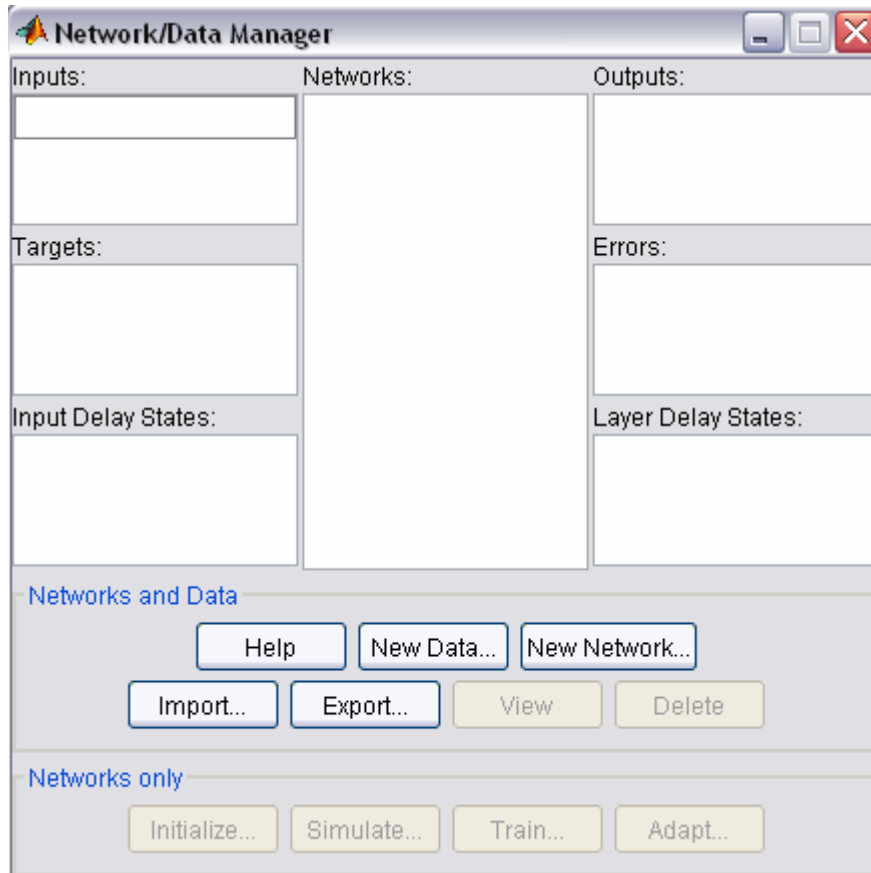 Network/Data Manager
Inputs: Networks: Outputs:
Targets: Errors:
Input Delay States: Layer Delay States:
Networks and Data
Help New Data... New Network...
Import... Export... View Delete
Networks only
Initialize... Simulate... Train... Adapt...